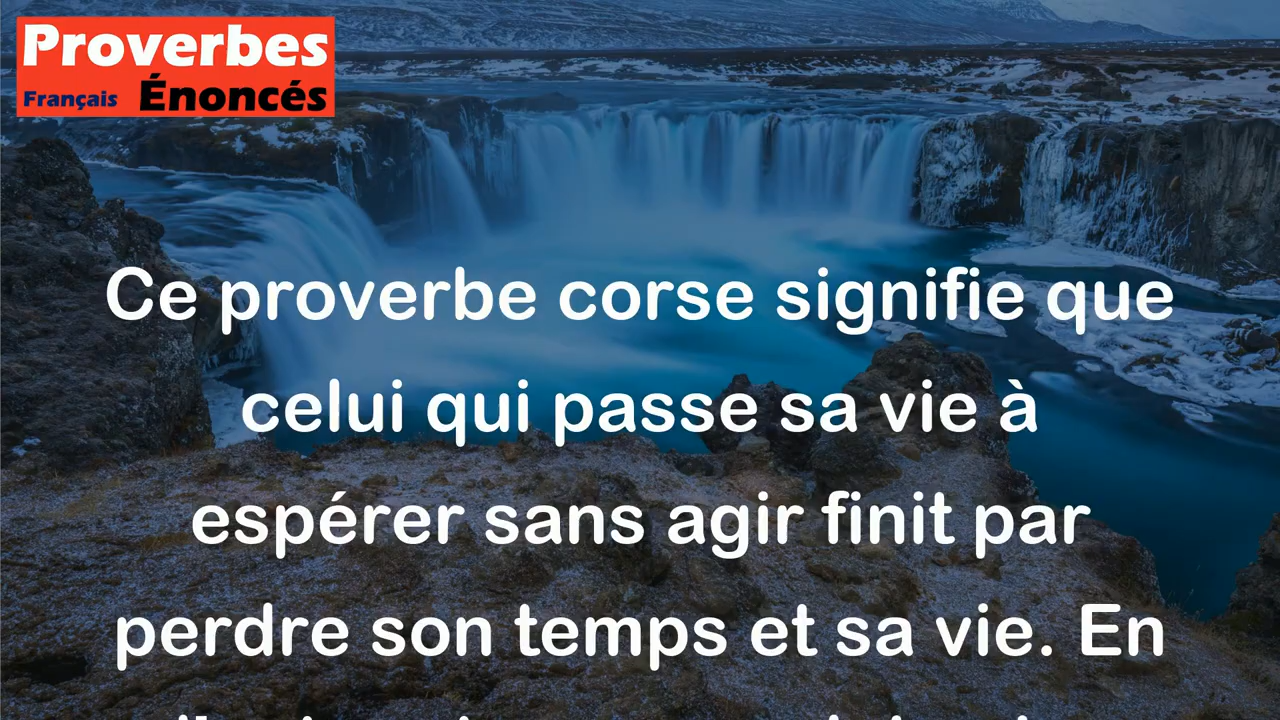 Proverbes
Français Énoncés
Ce proverbe corse signifie que
celui qui passe sa vie à
espérer sans agir finit par
perdre son temps et sa vie. En